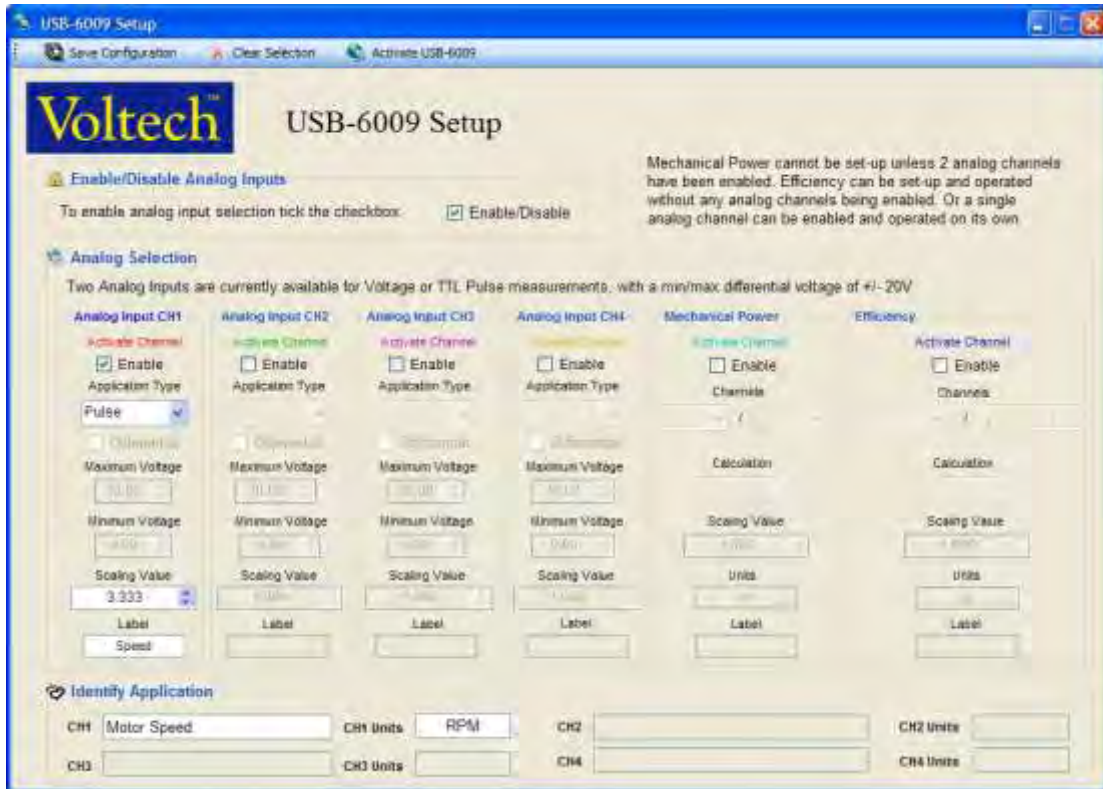 USB-6009 Setup
Save Configuration Clear Selection Activate USB-6009
Voltech™
USB-6009 Setup
Mechanical Power cannot be set-up unless 2 analog channels
have been enabled. Efficiency can be set-up and operated
without any analog channels being enabled. Or a single
analog channel can be enabled and operated on its own
Enable/Disable Analog Inputs
To enable analog input selection tick the checkbox Enable/Disable
Analog Selection
Two Analog Inputs are currently available for Voltage or TTL Pulse measurements, with a min/max differential voltage of +/- 20V
Analog Input CH1 Analog Input CH2 Analog Input CH3 Analog Input CH4 Mechanical Power Efficiency
Activate Channel Activate Channel Activate Channel Activate Channel Activate Channel
Enable Enable Enable Enable Enable Enable
Application Type Application Type Application Type Application Type Channels Channels
Pulse - / - /
Differential Differential Differential Differential
Maximum Voltage Maximum Voltage Maximum Voltage Maximum Voltage Calculation Calculation
Minimum Voltage Minimum Voltage Minimum Voltage Minimum Voltage Scaling Value Scaling Value
Scaling Value Scaling Value Scaling Value Scaling Value Units Units
3.333
Label Label Label Label Label Label
Speed
Identify Application
CH1 Motor Speed CH1 Units RPM CH2 CH2 Units
CH3 CH3 Units CH4 CH4 Units